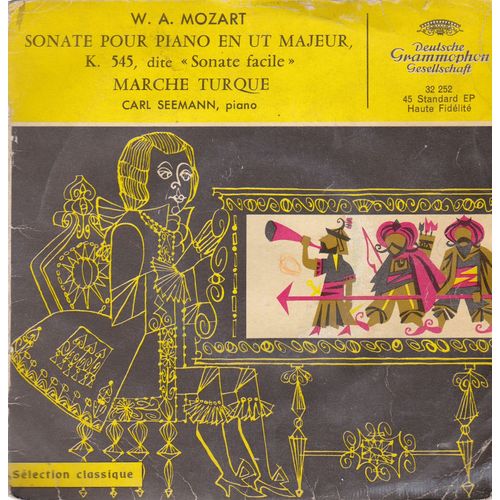 W. A. MOZART
SONATE POUR PIANO EN UT MAJEUR,
K. 545, dite «Sonate facile»
MARCHE TURQUE
CARL SEEMANN, piano
Deutsche
Grammophon
Gesellschaft
32 252
45 Standard EP
Haute Fidélité
Sélection classique